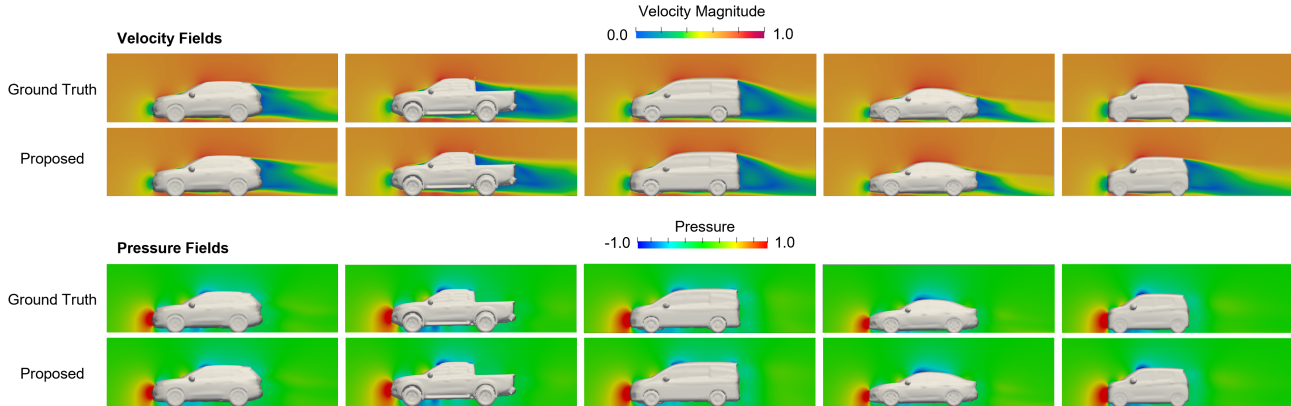 Velocity Magnitude
0.0 1.0
Velocity Fields
Ground Truth
Proposed
Pressure
-1.0 1.0
Pressure Fields
Ground Truth
Proposed